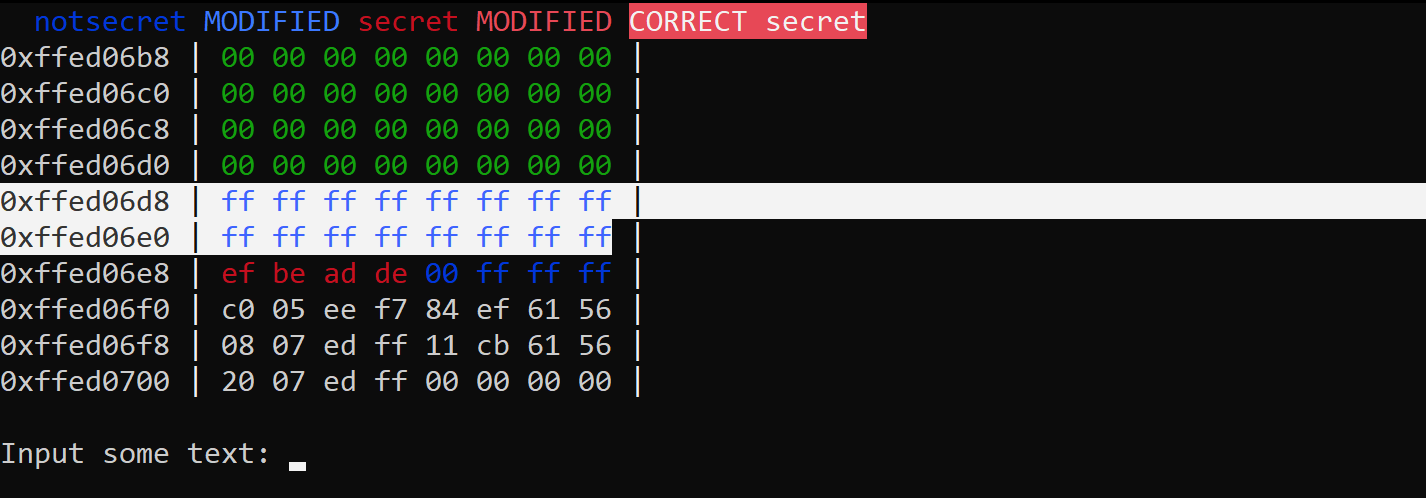 notsecret MODIFIED secret MODIFIED CORRECT secret
0xffed06b8 | 00 00 00 00 00 00 00 00 |
0xffed06c0 | 00 00 00 00 00 00 00 00 |
0xffed06c8 | 00 00 00 00 00 00 00 00 |
0xffed06d0 | 00 00 00 00 00 00 00 00 |
0xffed06d8 | ff ff ff ff ff ff ff ff |
0xffed06e0 | ff ff ff ff ff ff ff ff |
0xffed06e8 | ef be ad de 00 ff ff ff |
0xffed06f0 | c0 05 ee f7 84 ef 61 56 |
0xffed06f8 | 08 07 ed ff 11 cb 61 56 |
0xffed0700 | 20 07 ed ff 00 00 00 00 |
Input some text: